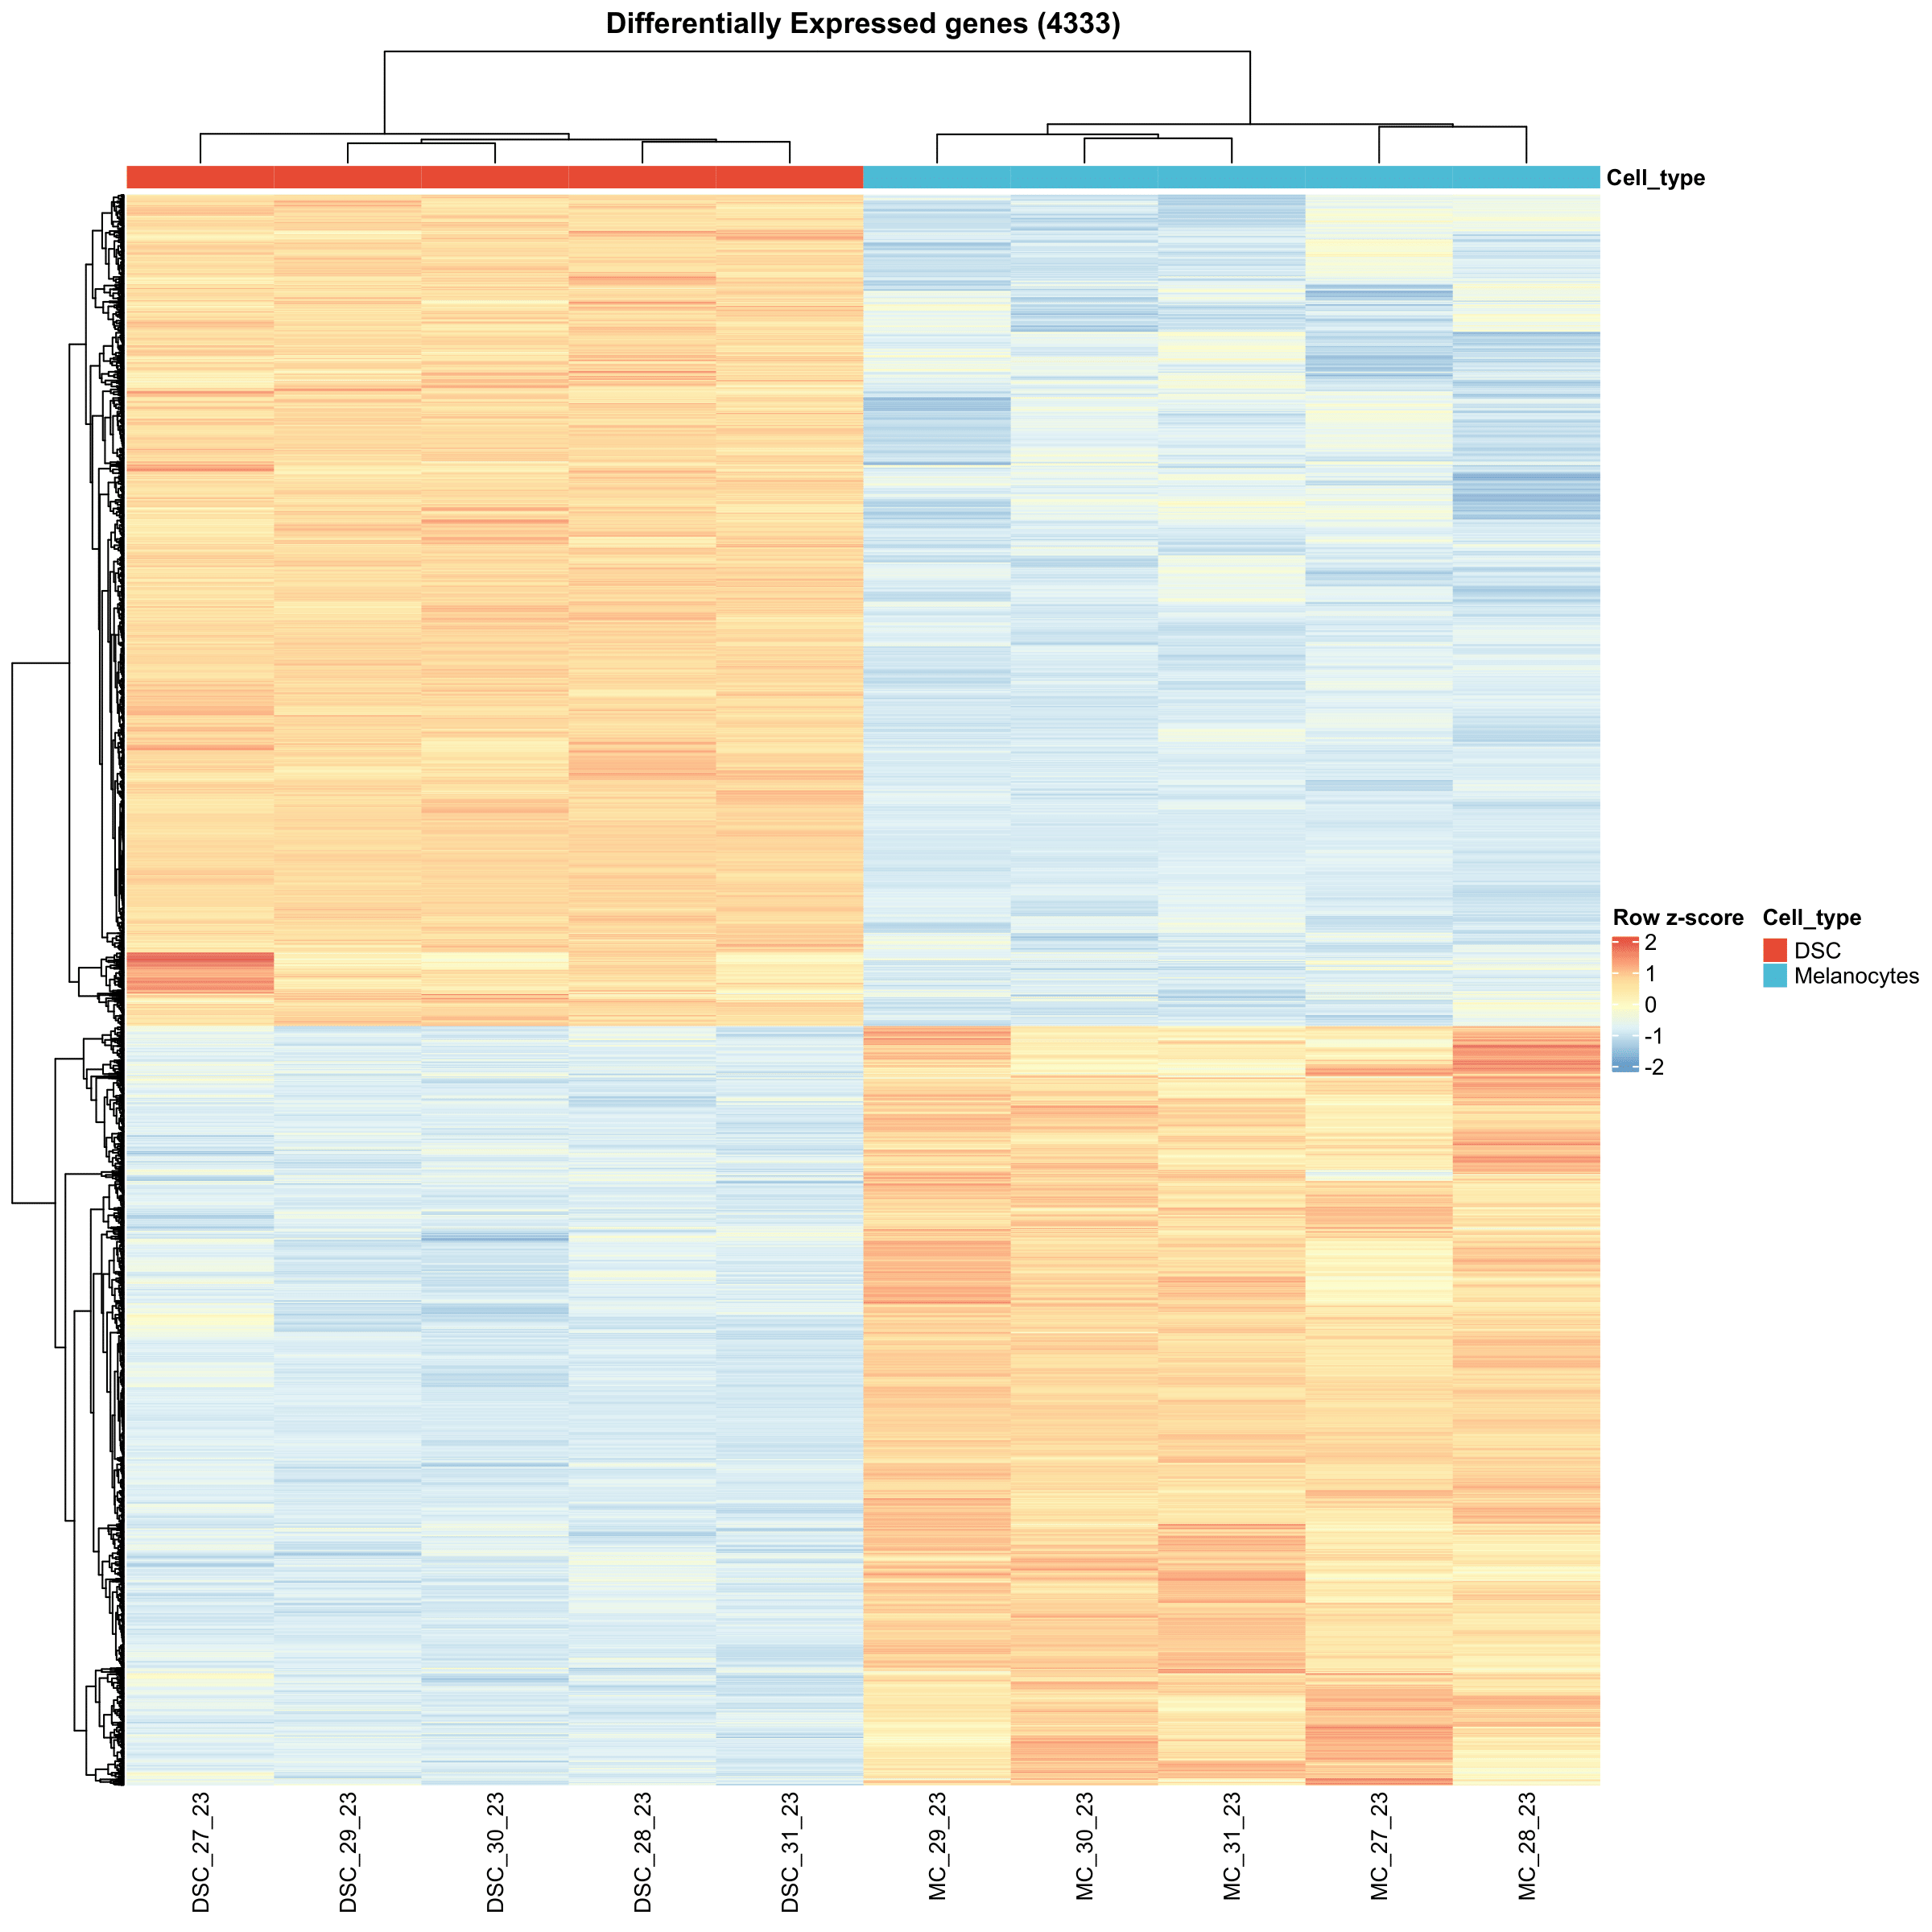 Differentially Expressed genes (4333)
Cell_type
Row z-score
2
1
0
-1
-2
Cell_type
DSC
Melanocytes
DSC_27_23
DSC_29_23
DSC_30_23
DSC_28_23
DSC_31_23
MC_29_23
MC_30_23
MC_31_23
MC_27_23
MC_28_23